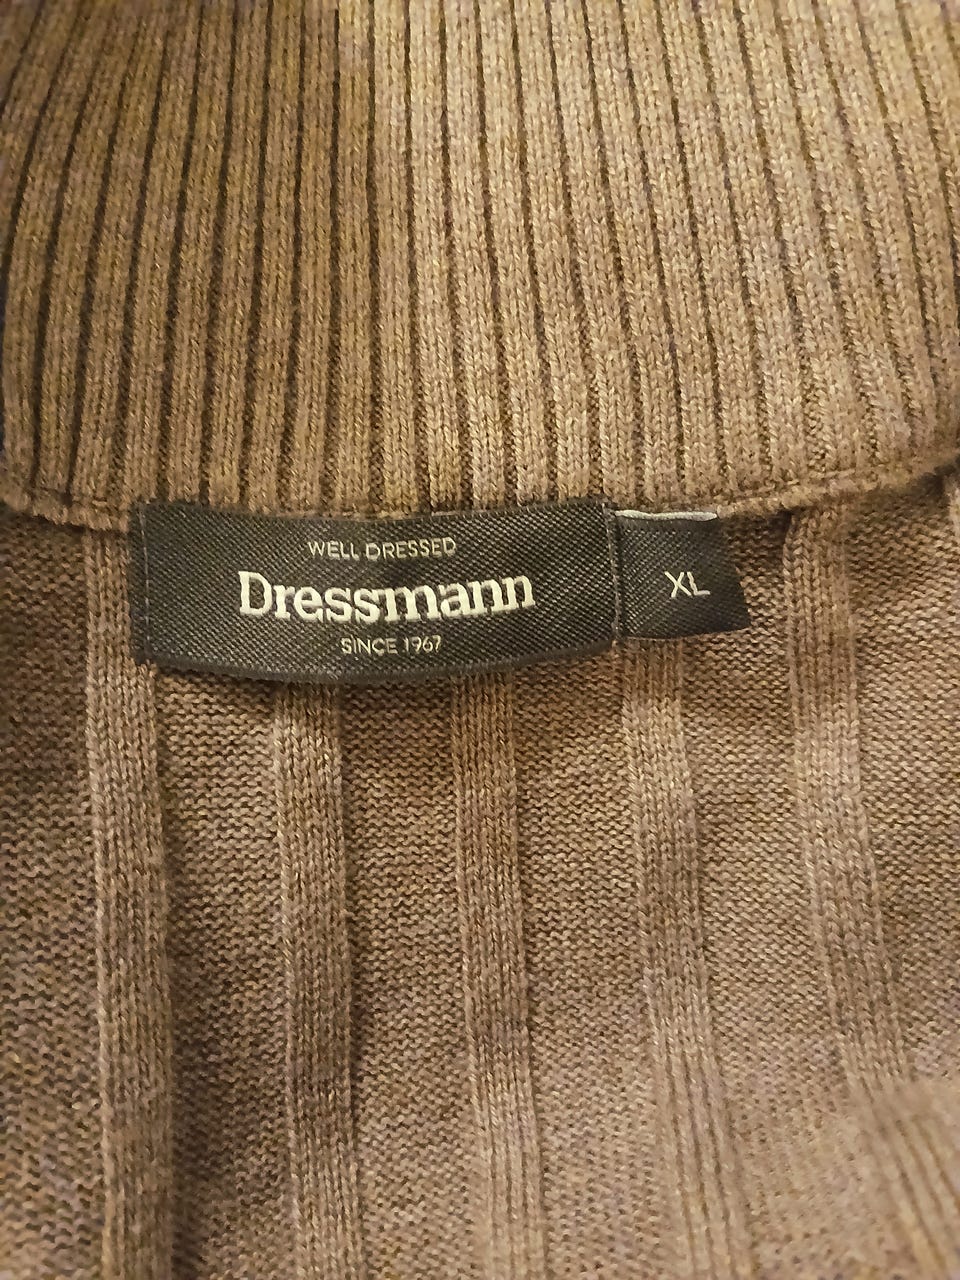 WELL DRESSED
Dressmann
SINCE 1967
XL